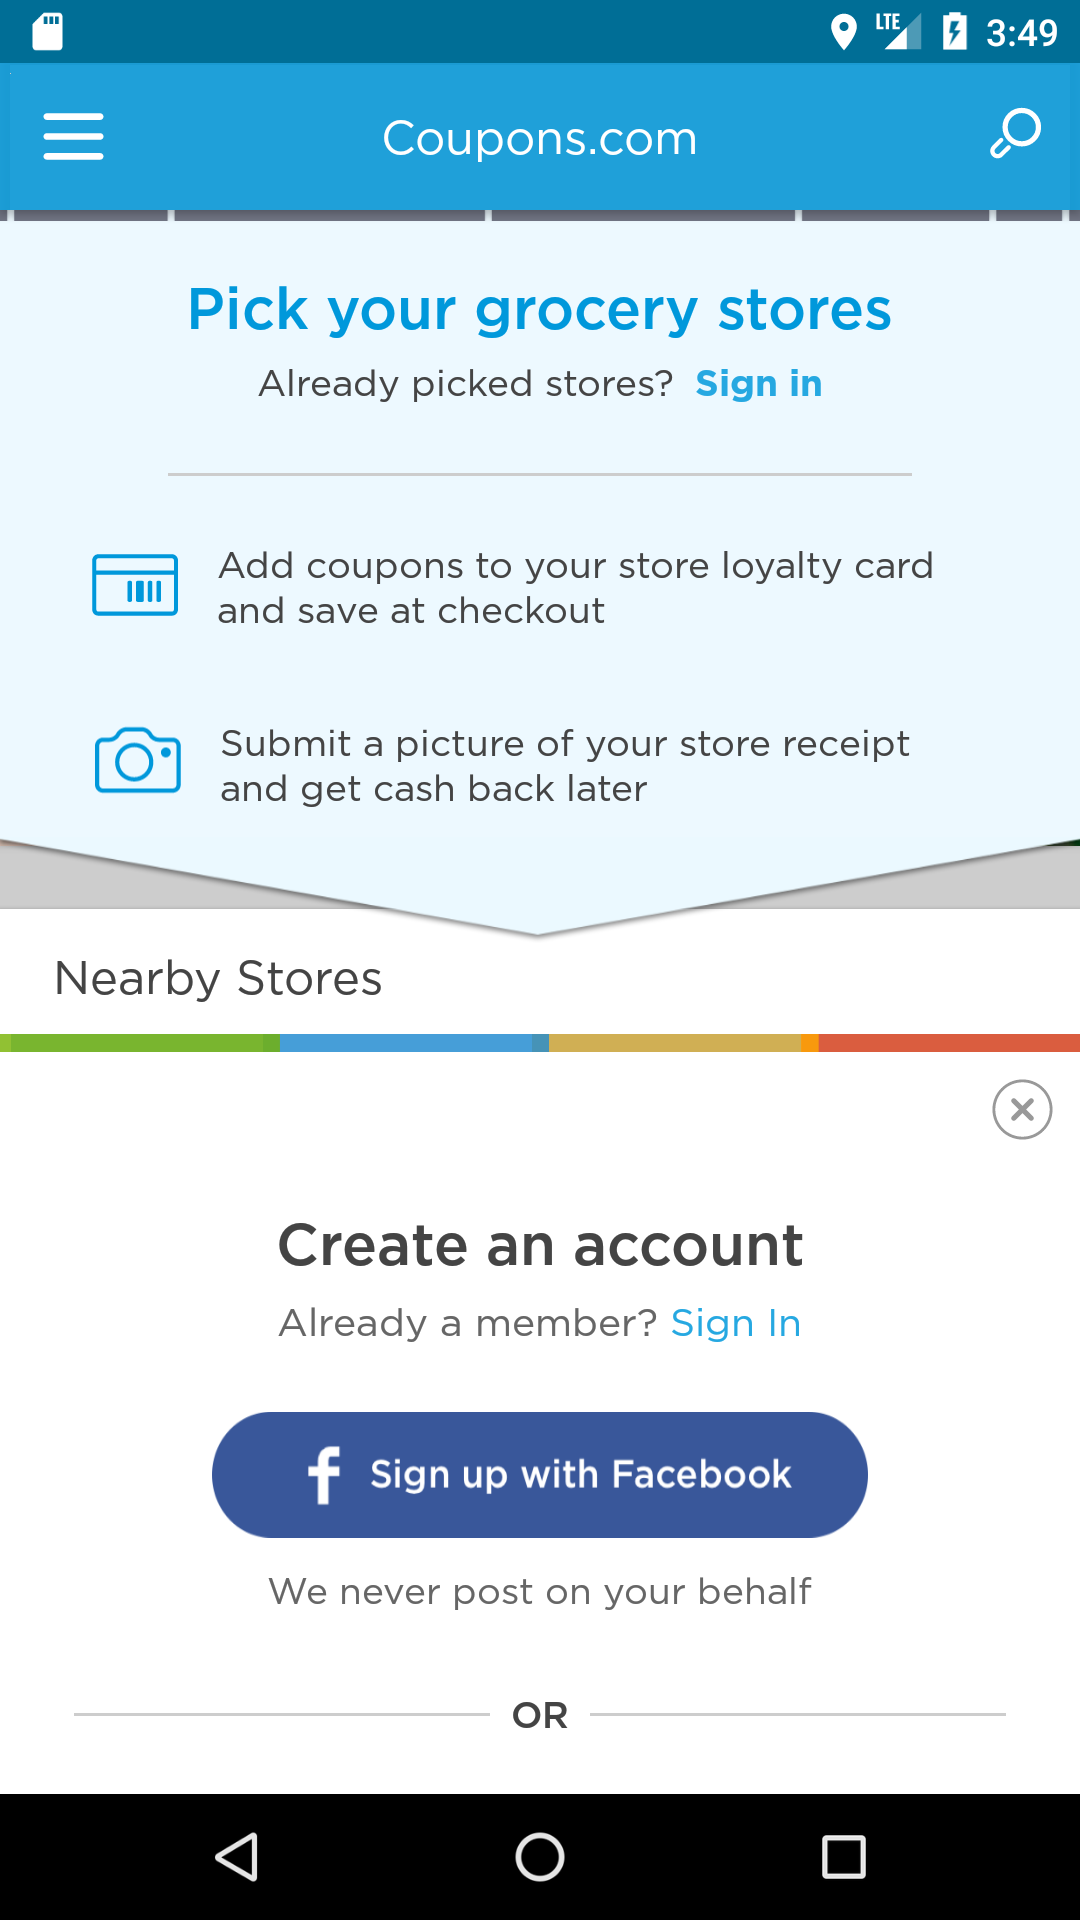 LTE 3:49
Coupons.com
Pick your grocery stores
Already picked stores? Sign in
Add coupons to your store loyalty card
and save at checkout
Submit a picture of your store receipt
and get cash back later
Nearby Stores
Create an account
Already a member? Sign In
f Sign up with Facebook
We never post on your behalf
OR